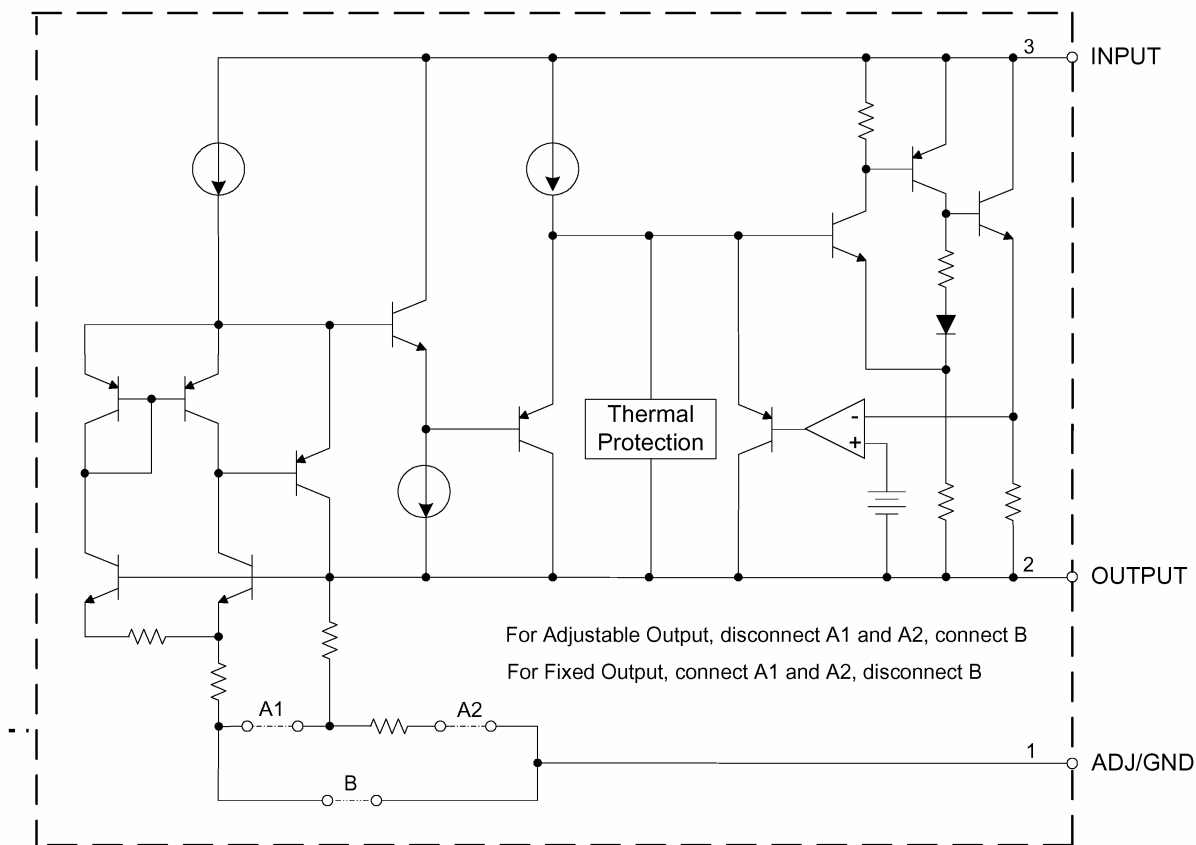 3
INPUT
Thermal
Protection
-
+
2
OUTPUT
For Adjustable Output, disconnect A1 and A2, connect B
For Fixed Output, connect A1 and A2, disconnect B
A1
A2
1
ADJ/GND
B